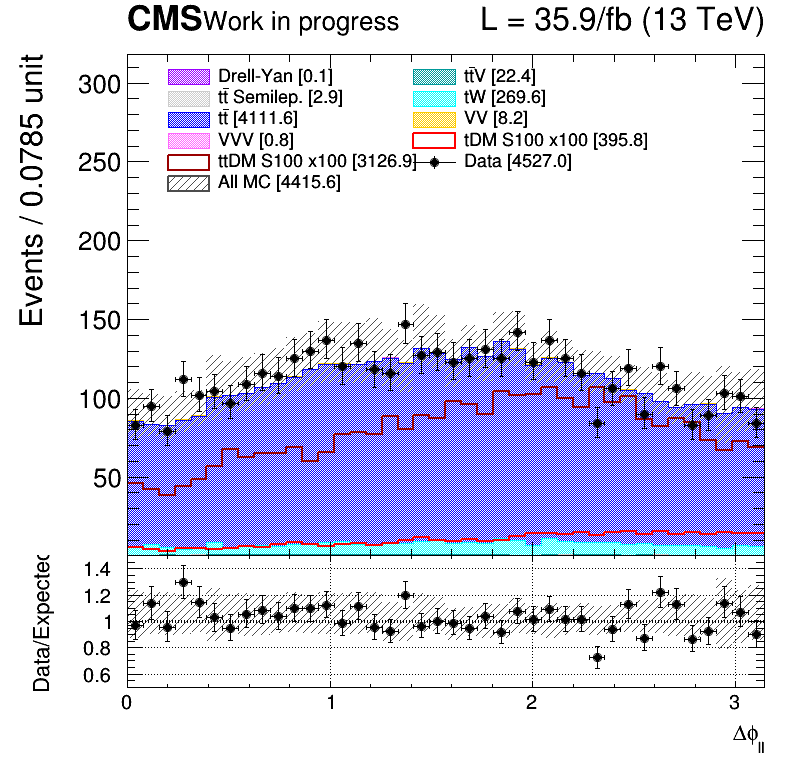 CMS Work in progress L = 35.9/fb (13 TeV)
Events / 0.0785 unit
300
250
200
150
100
50
Drell-Yan [0.1] tt̄V [22.4]
tt̄ Semilep. [2.9] tW [269.6]
tt̄ [4111.6] VV [8.2]
VVV [0.8] tDM S100 x100 [395.8]
ttDM S100 x100 [3126.9] Data [4527.0]
All MC [4415.6]
Data/Expected
1.4
1.2
1
0.8
0.6
0 1 2 3
Δϕll